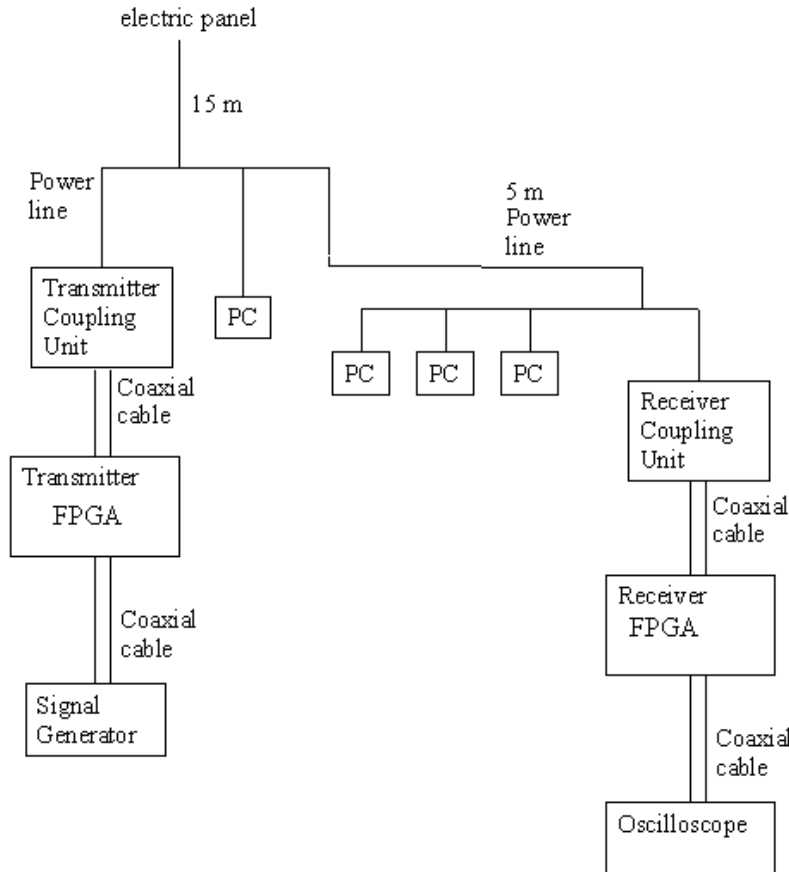 electric panel
15 m
Power
line
5 m
Power
line
Transmitter
Coupling
Unit
PC
PC
PC
PC
Coaxial
cable
Receiver
Coupling
Unit
Transmitter
FPGA
Coaxial
cable
Receiver
FPGA
Coaxial
cable
Signal
Generator
Coaxial
cable
Oscilloscope